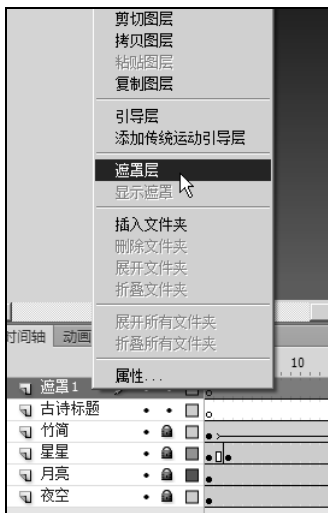 剪切图层
拷贝图层
粘贴图层
复制图层
引导层
添加传统运动引导层
遮罩层
显示遮罩
插入文件夹
删除文件夹
展开文件夹
折叠文件夹
展开所有文件夹
折叠所有文件夹
属性...
时间轴 动画
10
遮罩1
古诗标题
竹简
星星
月亮
夜空